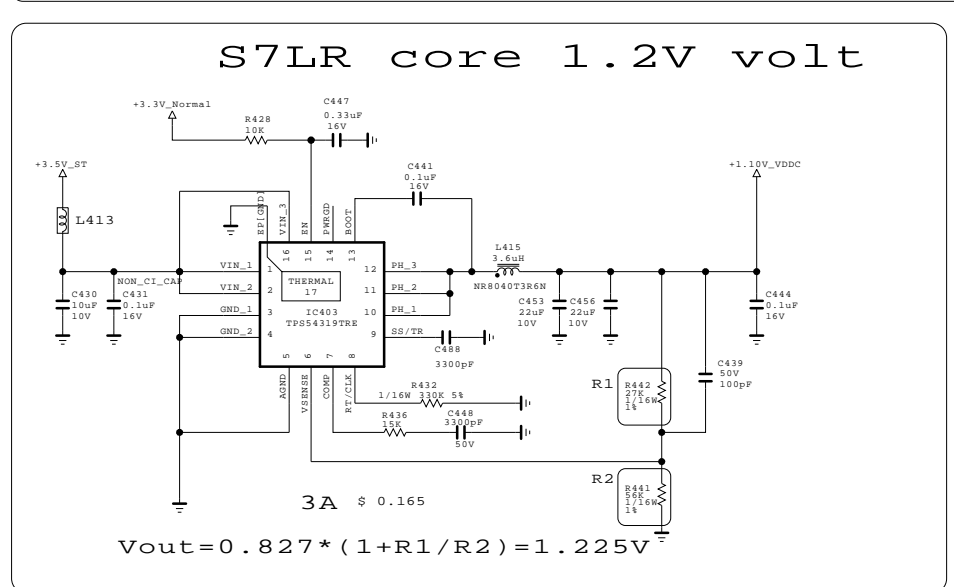 S7LR core 1.2V volt
+3.3V_Normal
R428
10K
C447
0.33uF
16V
+3.5V_ST
L413
C441
0.1uF
16V
+1.10V_VDDC
EP[GND]
VIN_3
EN
PWRGD
BOOT
16
15
14
13
VIN_1
1
VIN_2
2
GND_1
3
GND_2
4
THERMAL
17
IC403
TPS54319TRE
12
PH_3
11
PH_2
10
PH_1
9
SS/TR
5
6
7
8
AGND
VSENSE
COMP
RT/CLK
NON_CI_CAP
C430
10uF
10V
C431
0.1uF
16V
L415
3.6uH
NR8040T3R6N
C453
22uF
10V
C456
22uF
10V
C444
0.1uF
16V
C488
3300pF
C439
50V
100pF
R432
1/16W 330K 5%
R436
15K
C448
3300pF
50V
R1
R442
27K
1/16W
1%
R2
R441
56K
1/16W
1%
3A $ 0.165
Vout=0.827*(1+R1/R2)=1.225V